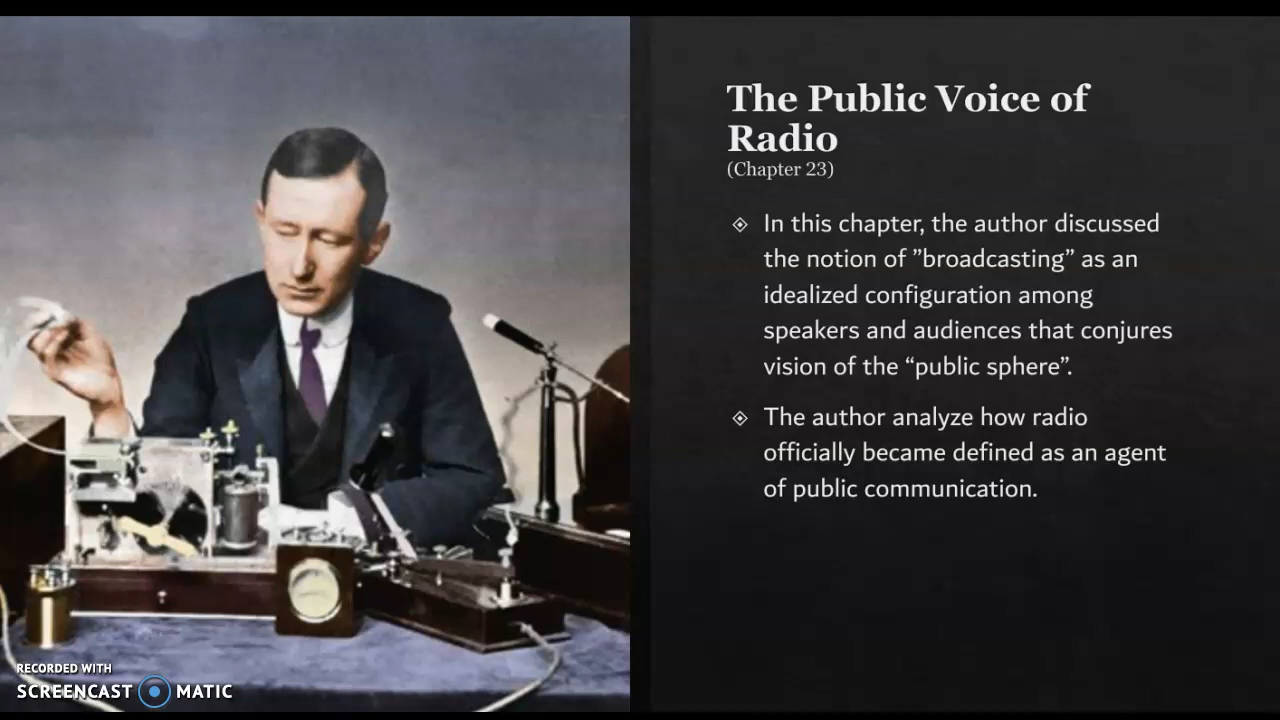 The Public Voice of
Radio
(Chapter 23)
In this chapter, the author discussed
the notion of ”broadcasting” as an
idealized configuration among
speakers and audiences that conjures
vision of the “public sphere”.
The author analyze how radio
officially became defined as an agent
of public communication.
RECORDED WITH
SCREENCAST MATIC